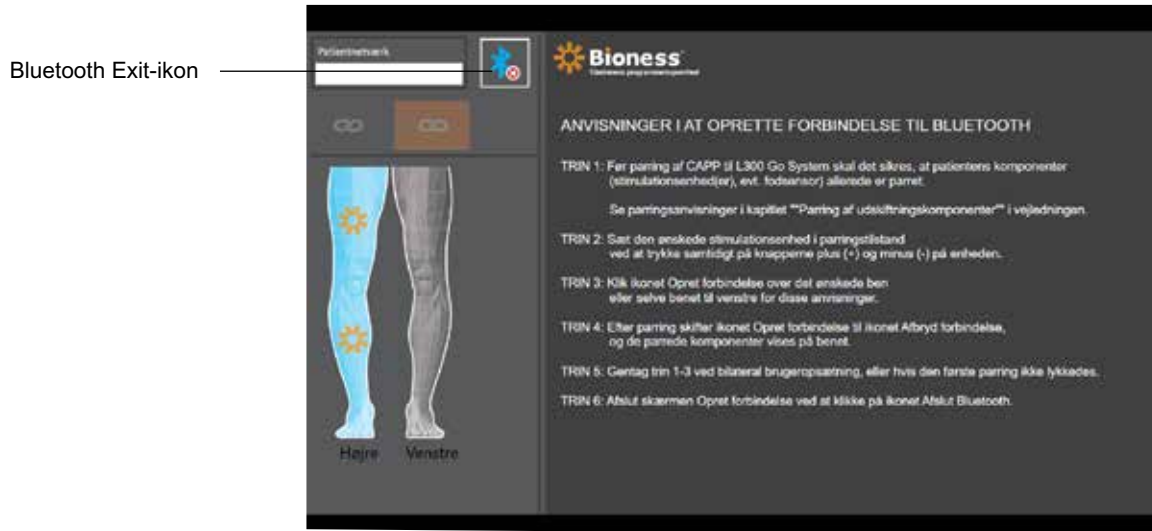 Bluetooth Exit-ikon
Patientnetværk
Bioness
ANVISNINGER I AT OPRETTE FORBINDELSE TIL BLUETOOTH
TRIN 1: Før parring af CAPP til L300 Go System skal det sikres, at patientens komponenter
(stimulationsenhed(er), evt. fodsensor) allerede er parret.
Se parringsanvisninger i kapitlet ""Parring af udskiftningskomponenter"" i vejledningen.
TRIN 2: Sæt den ønskede stimulationsenhed i parringstilstand
ved at trykke samtidigt på knapperne plus (+) og minus (-) på enheden.
TRIN 3: Klik ikonet Opret forbindelse over det ønskede ben
eller selve benet til venstre for disse anvisninger.
TRIN 4: Efter parring skifter ikonet Opret forbindelse til ikonet Afbryd forbindelse,
og de parrede komponenter vises på benet.
TRIN 5: Gentag trin 1-3 ved bilateral brugeropsætning, eller hvis den første parring ikke lykkedes.
TRIN 6: Afslut skærmen Opret forbindelse ved at klikke på ikonet Afslut Bluetooth.
Højre Venstre